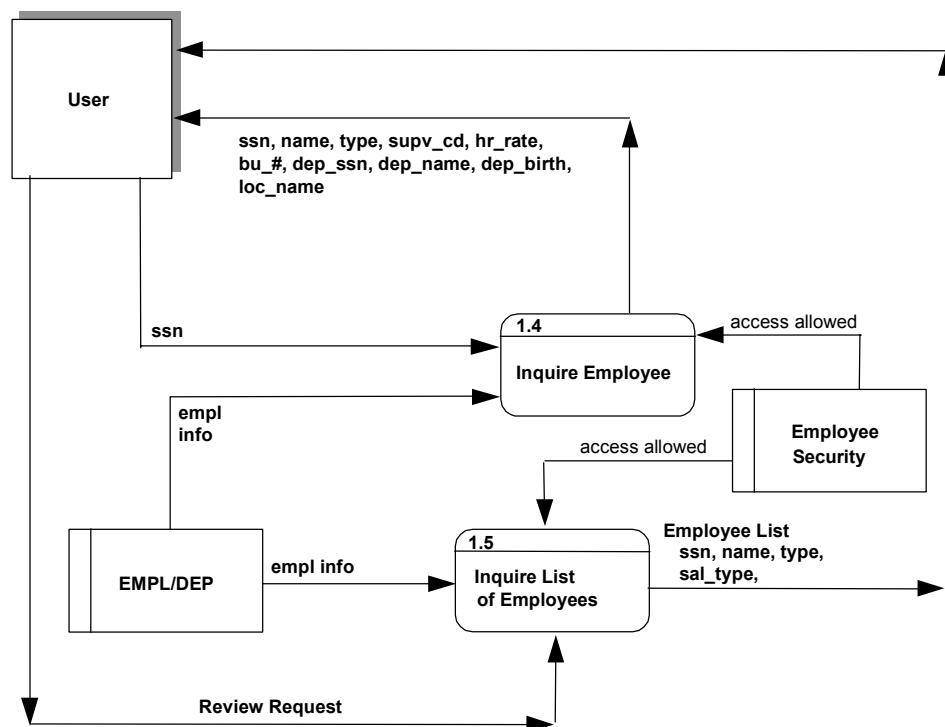 User
ssn, name, type, supv_cd, hr_rate,
bu_#, dep_ssn, dep_name, dep_birth,
loc_name
ssn
1.4
Inquire Employee
access allowed
empl
info
Employee
Security
access allowed
EMPL/DEP
empl info
1.5
Inquire List
of Employees
Employee List
ssn, name, type,
sal_type,
Review Request